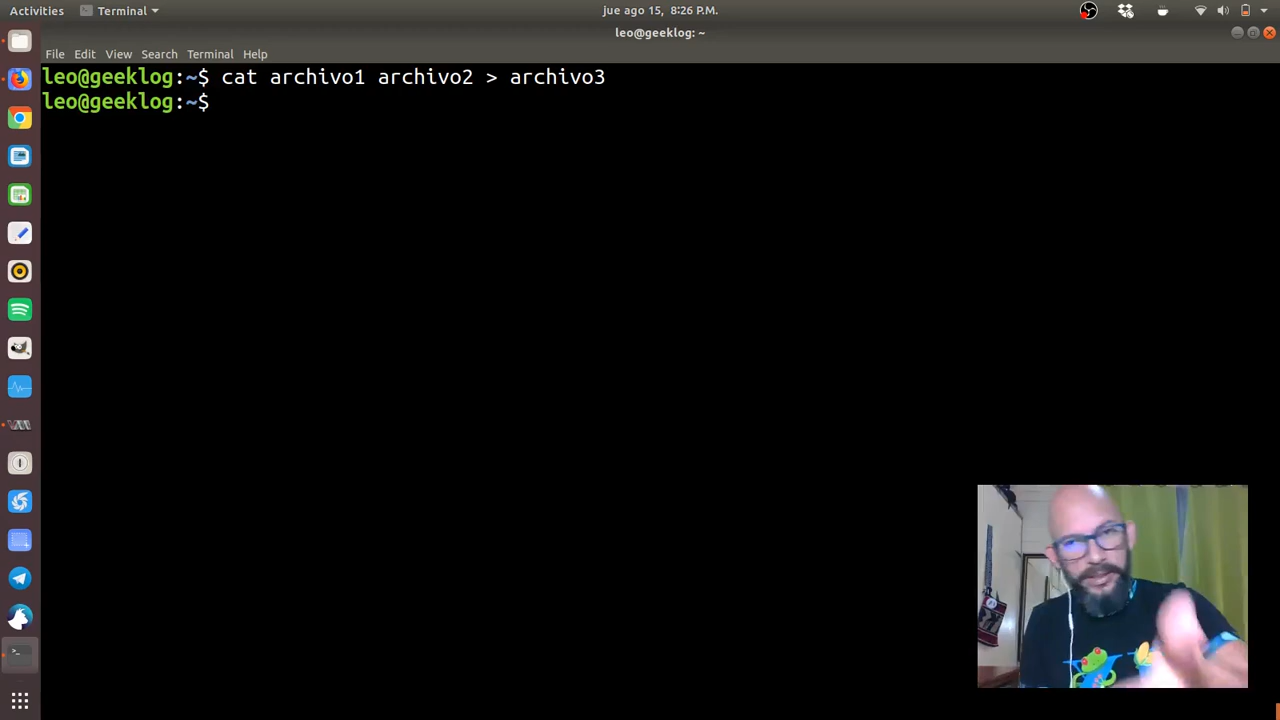 Activities Terminal jue ago 15, 8:26 P.M.
leo@geeklog: ~
File Edit View Search Terminal Help
leo@geeklog:~$ cat archivo1 archivo2 > archivo3
leo@geeklog:~$